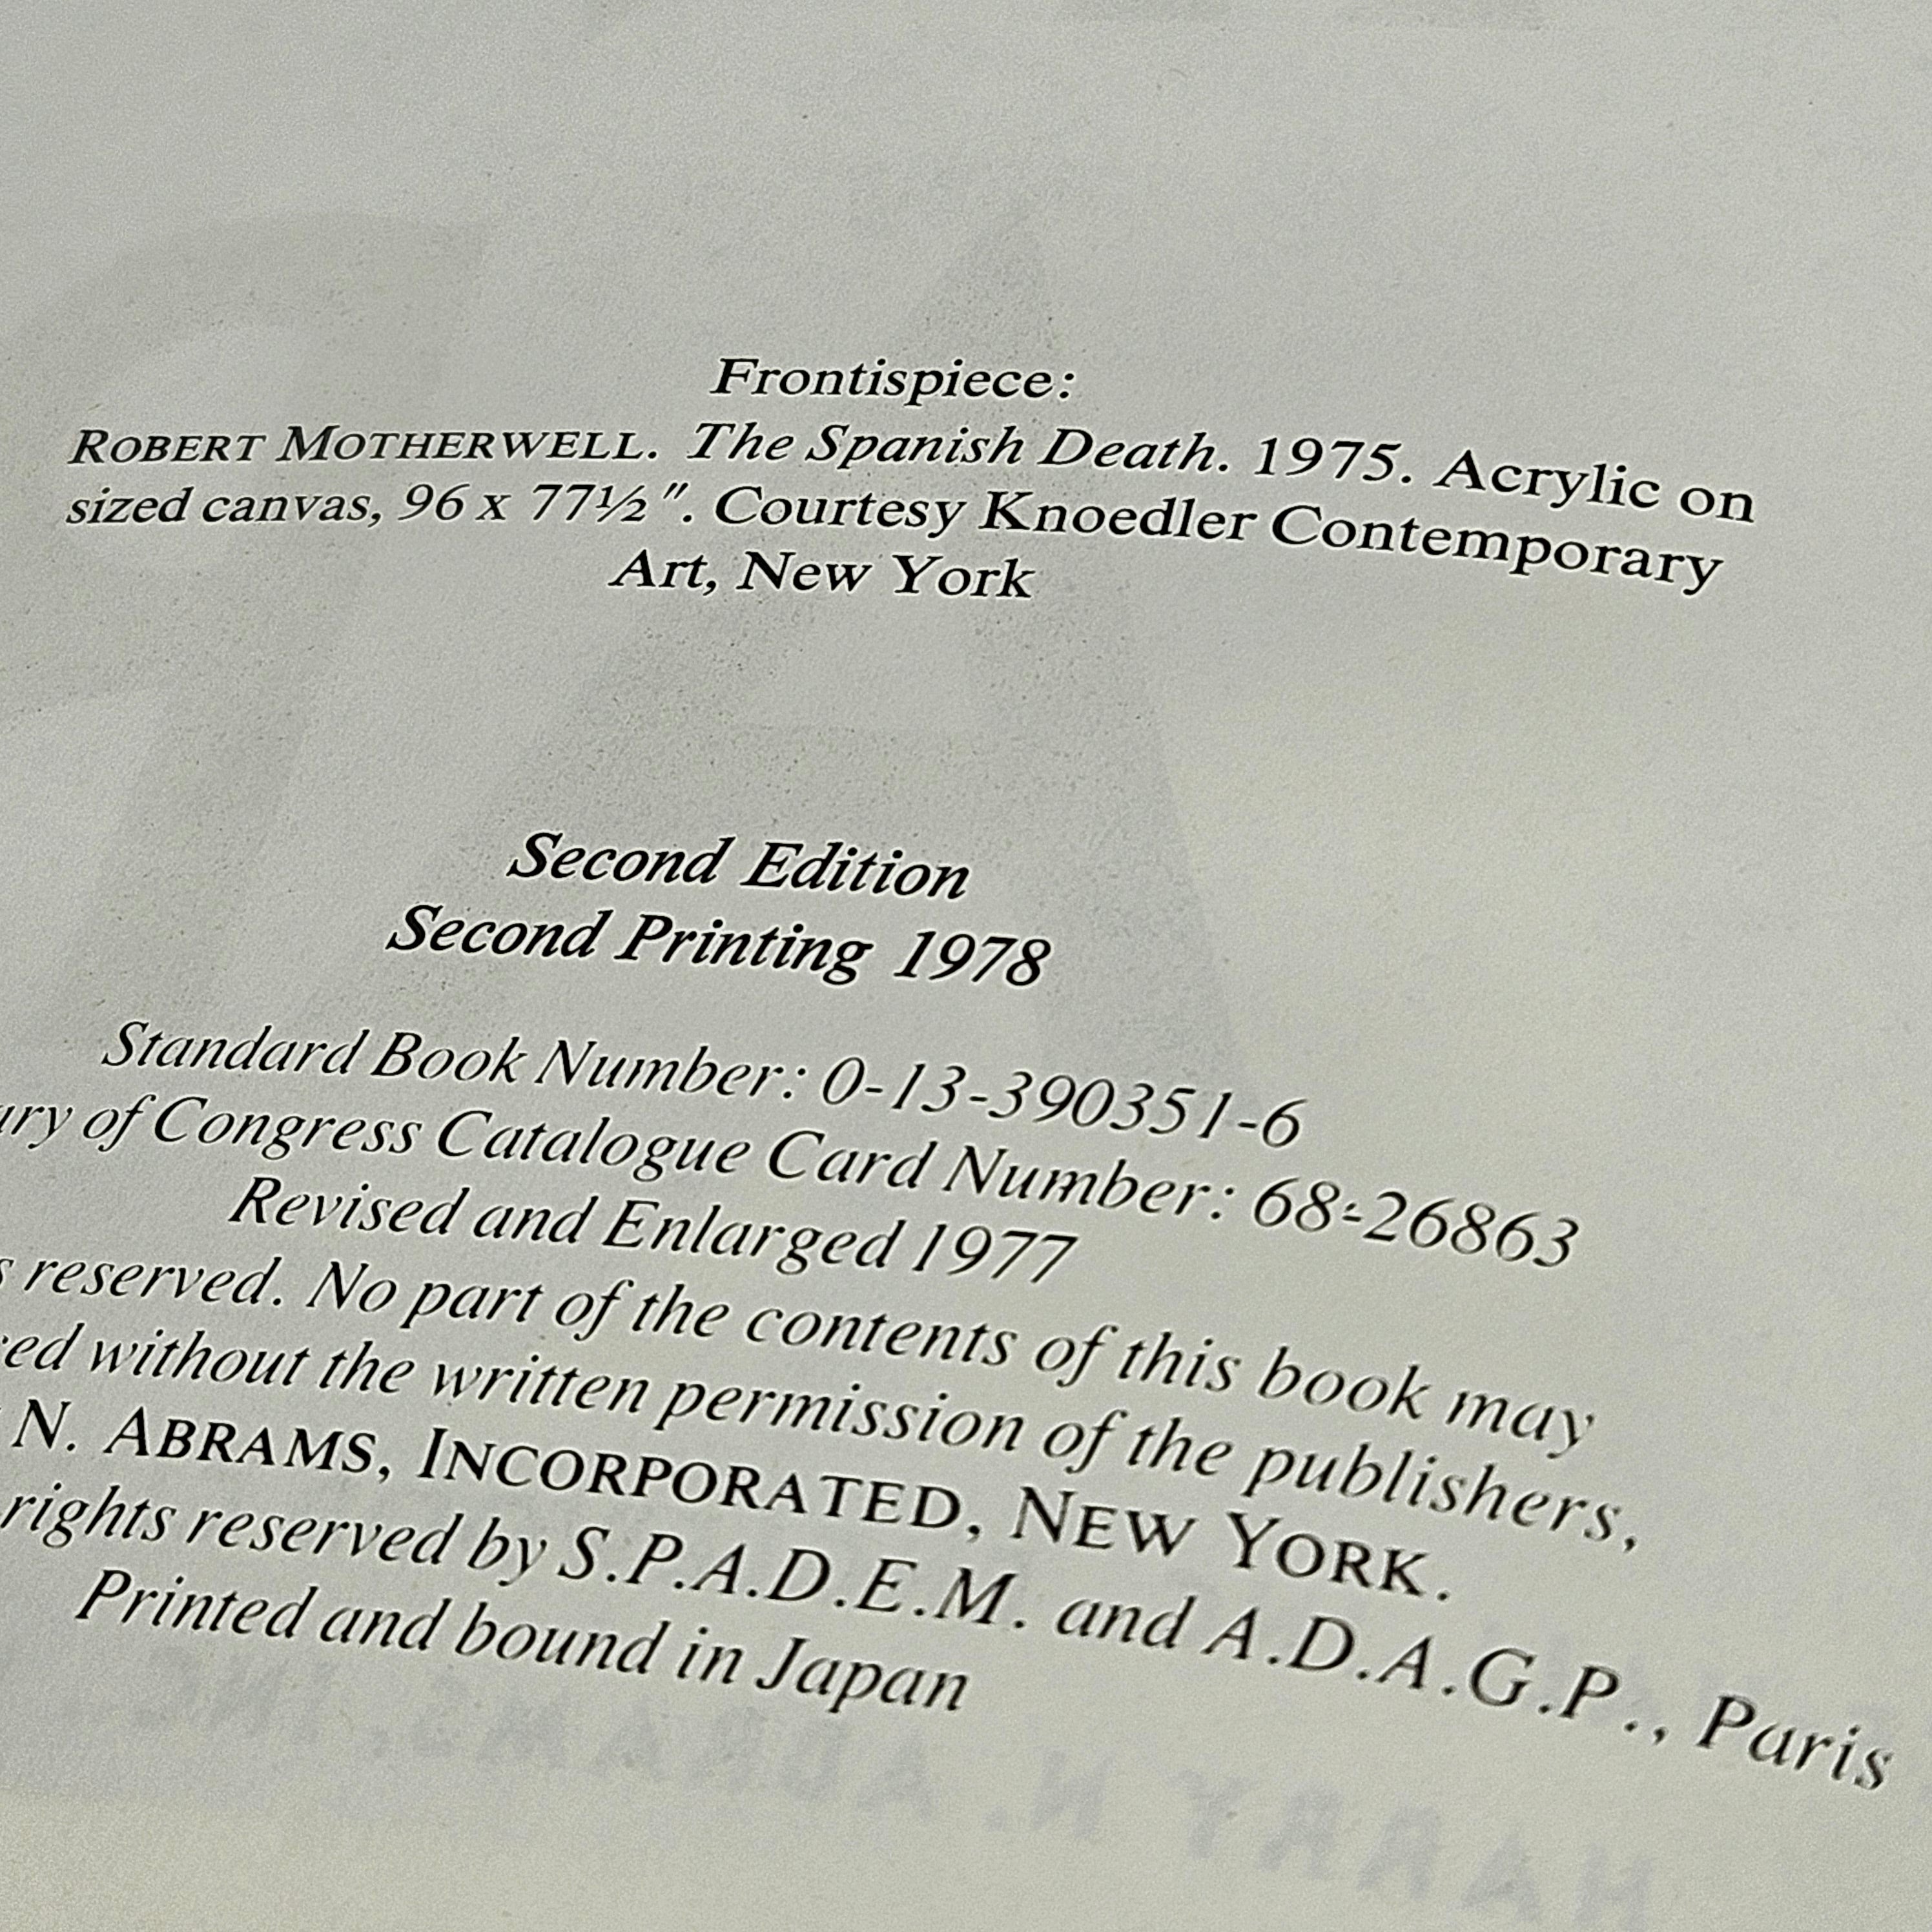 Frontispiece:
ROBERT MOTHERWELL. The Spanish Death. 1975. Acrylic on
sized canvas, 96 x 77½". Courtesy Knoedler Contemporary
Art, New York
Second Edition
Second Printing 1978
Standard Book Number: 0-13-390351-6
of Congress Catalogue Card Number: 68-26863
Revised and Enlarged 1977
reserved. No part of the contents of this book may
without the written permission of the publishers,
N. ABRAMS, INCORPORATED, NEW YORK.
rights reserved by S.P.A.D.E.M. and A.D.A.G.P., Paris
Printed and bound in Japan
HARRY N. ABRAMS, INC.